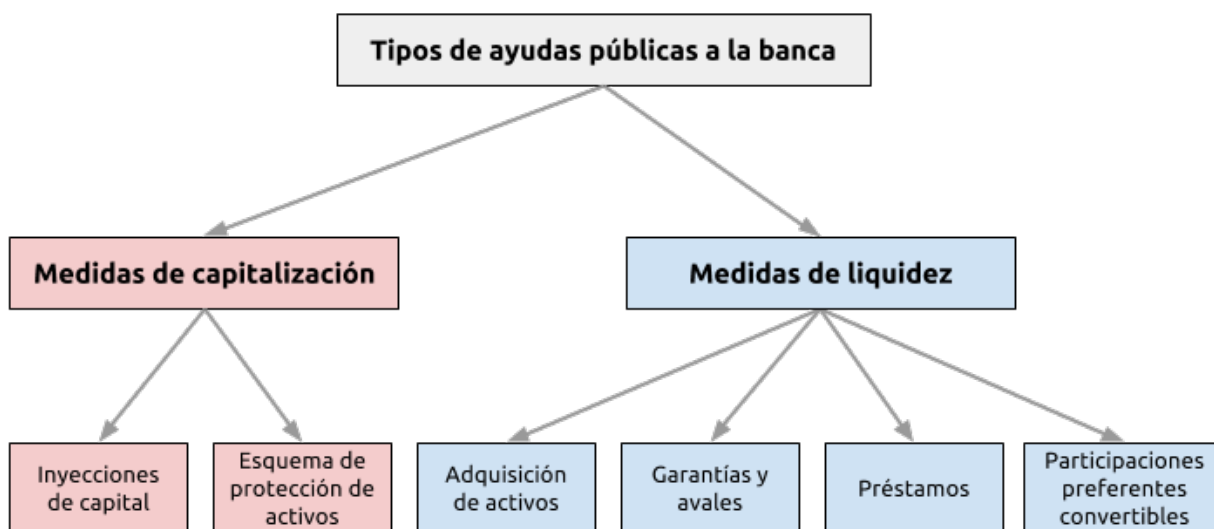 Tipos de ayudas públicas a la banca
Medidas de capitalización
Medidas de liquidez
Inyecciones
de capital
Esquema de
protección de
activos
Adquisición
de activos
Garantías y
avales
Préstamos
Participaciones
preferentes
convertibles